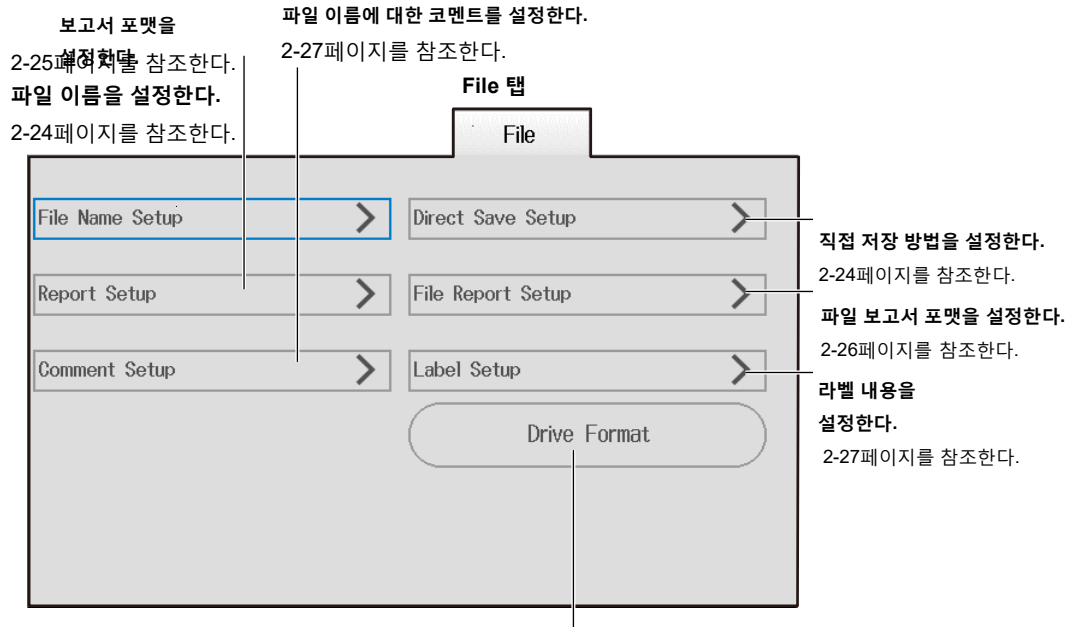 보고서 포맷을
설정한다.
2-25페이지를 참조한다.
파일 이름을 설정한다.
2-24페이지를 참조한다.
파일 이름에 대한 코멘트를 설정한다.
2-27페이지를 참조한다.
File 탭
File
File Name Setup
Direct Save Setup
Report Setup
File Report Setup
Comment Setup
Label Setup
Drive Format
직접 저장 방법을 설정한다.
2-24페이지를 참조한다.
파일 보고서 포맷을 설정한다.
2-26페이지를 참조한다.
라벨 내용을
설정한다.
2-27페이지를 참조한다.